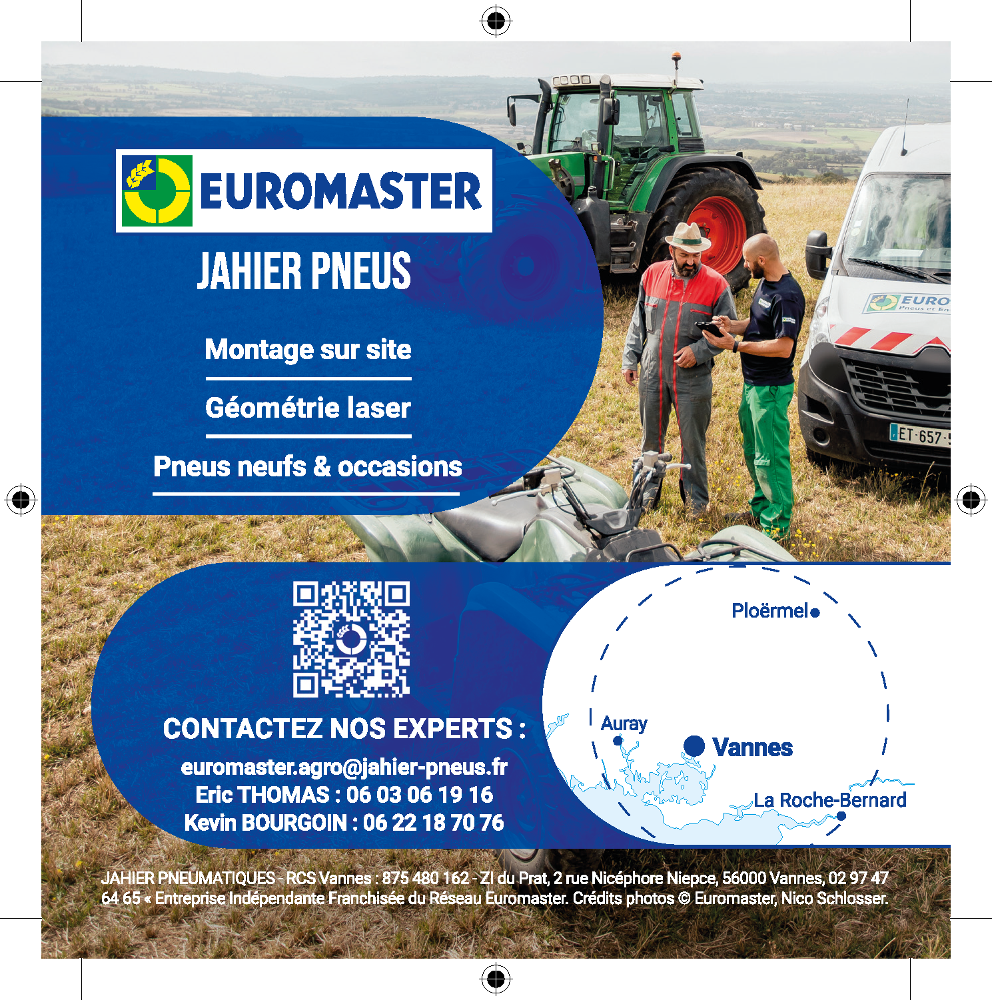 EUROMASTER
JAHIER PNEUS
Montage sur site
Géométrie laser
Pneus neufs & occasions
EURO
Pneus et En
ET-657-
CONTACTEZ NOS EXPERTS :
euromaster.agro@jahier-pneus.fr
Eric THOMAS : 06 03 06 19 16
Kevin BOURGOIN : 06 22 18 70 76
Ploërmel
Auray
Vannes
La Roche-Bernard
JAHIER PNEUMATIQUES - RCS Vannes : 875 480 162 - ZI du Prat, 2 rue Nicéphore Niepce, 56000 Vannes, 02 97 47
64 65 « Entreprise Indépendante Franchisée du Réseau Euromaster. Crédits photos © Euromaster, Nico Schlosser.